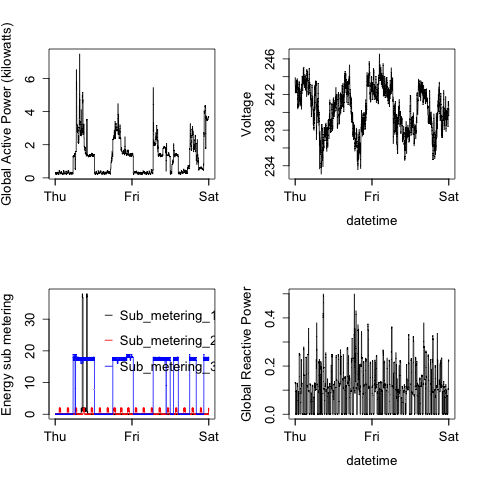 Global Active Power (kilowatts)
0 2 4 6
Thu Fri Sat
Voltage
234 238 242 246
Thu Fri Sat
datetime
Energy sub metering
0 10 20 30
Sub_metering_1
Sub_metering_2
Sub_metering_3
Thu Fri Sat
Global Reactive Power
0.0 0.2 0.4
Thu Fri Sat
datetime